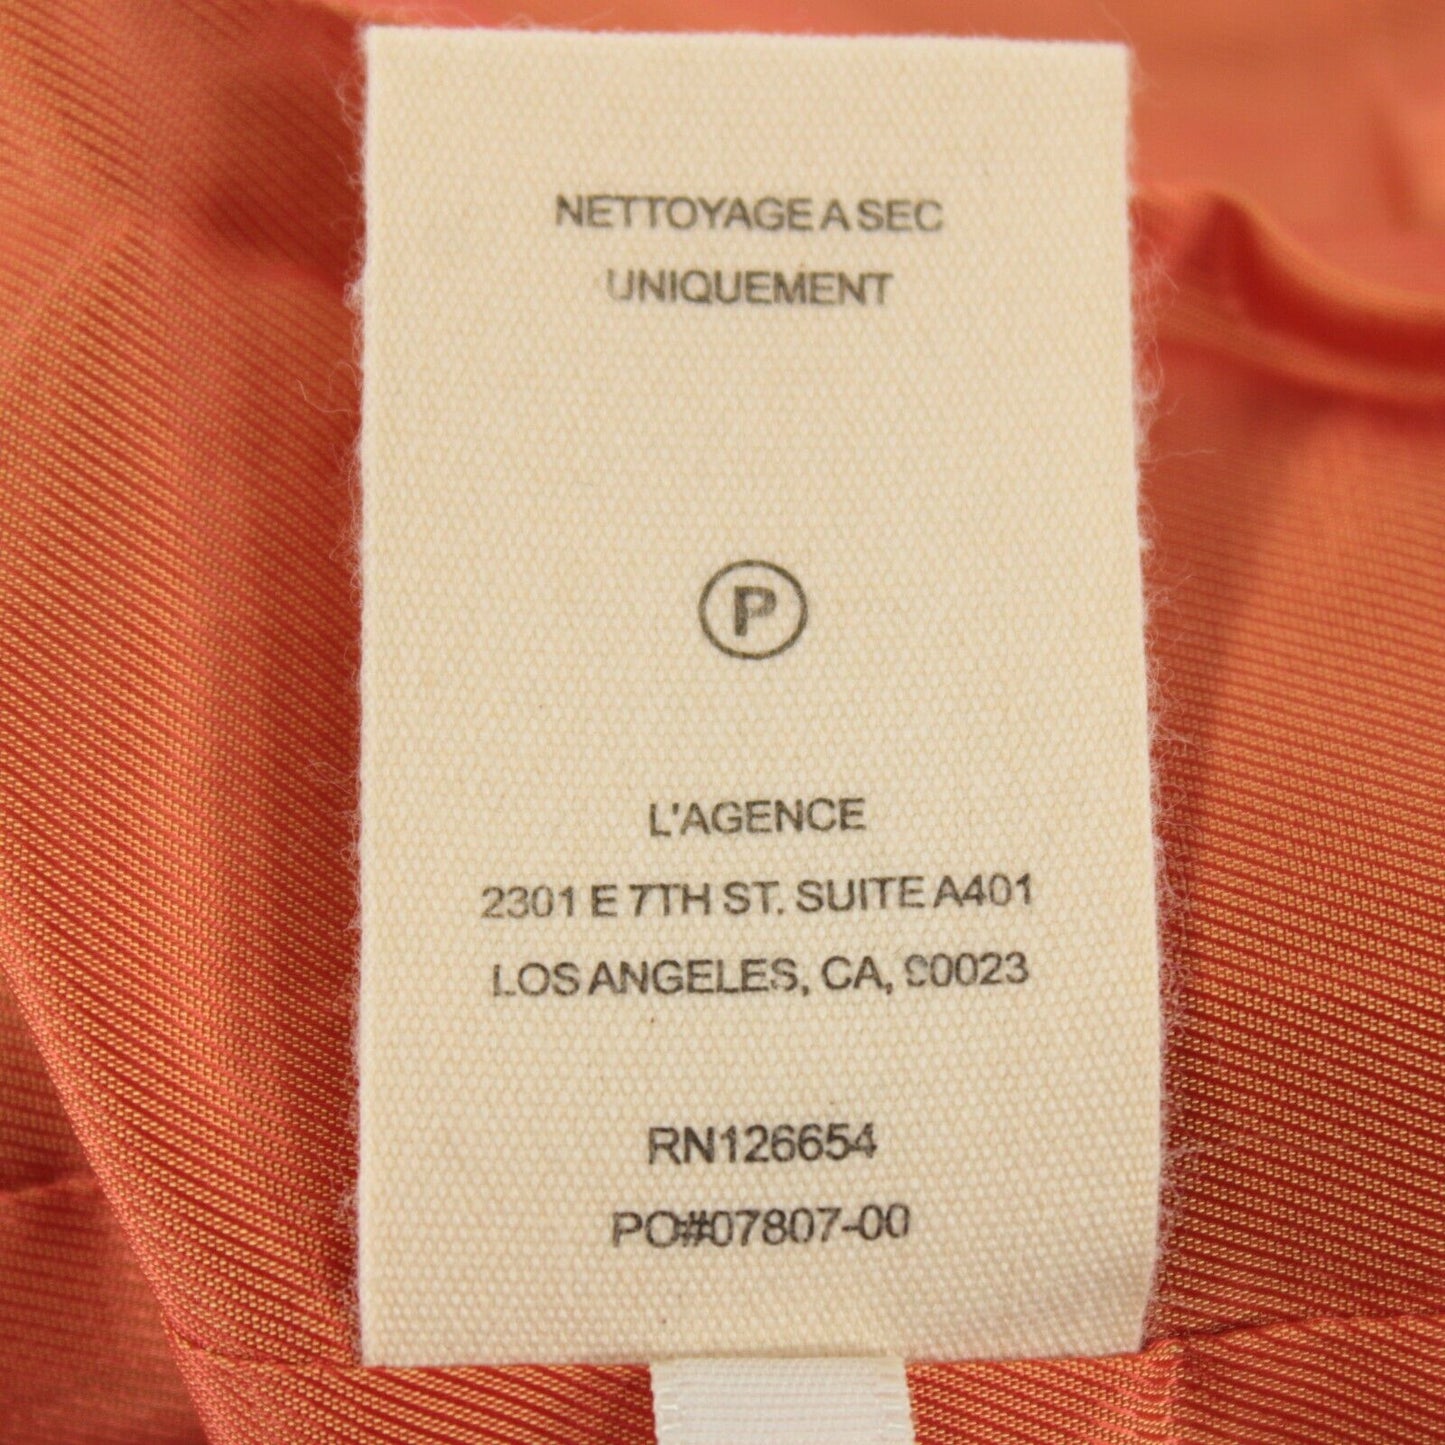 NETTOYAGE A SEC
UNIQUEMENT
P
L'AGENCE
2301 E 7TH ST. SUITE A401
LOS ANGELES, CA, 90023
RN126654
PO#07807-00